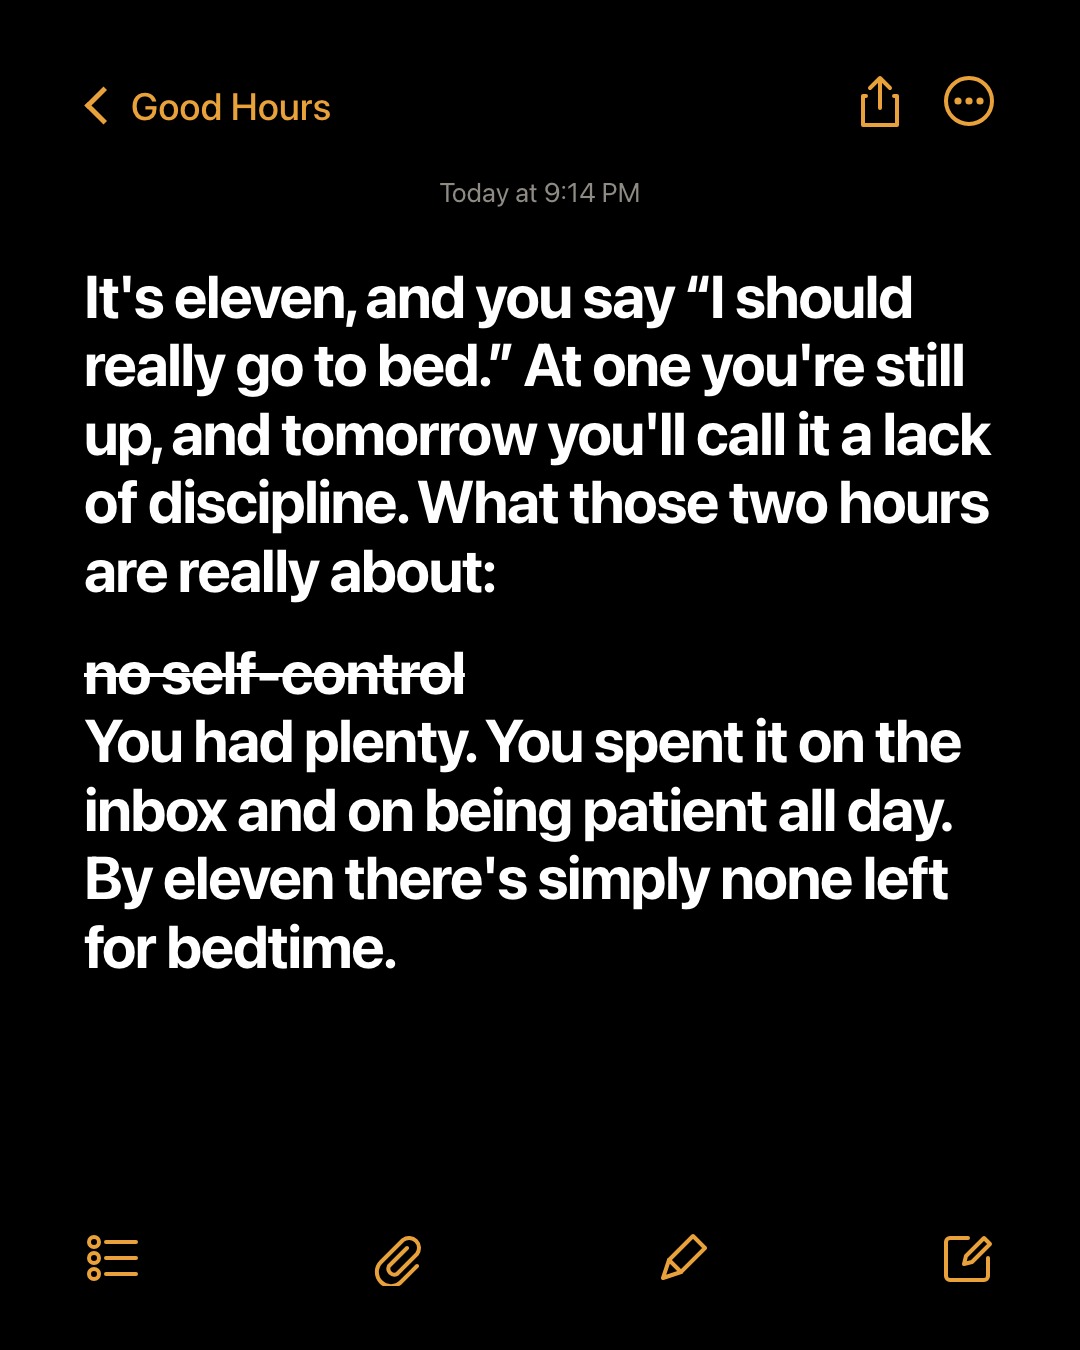 Good Hours
Today at 9:14 PM
It's eleven, and you say “I should
really go to bed.” At one you're still
up, and tomorrow you'll call it a lack
of discipline. What those two hours
are really about:
no self-control
You had plenty. You spent it on the
inbox and on being patient all day.
By eleven there's simply none left
for bedtime.